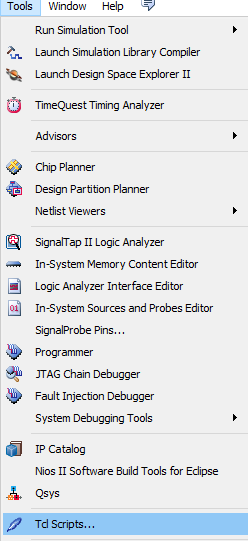 Tools Window Help
Run Simulation Tool
Launch Simulation Library Compiler
Launch Design Space Explorer II
TimeQuest Timing Analyzer
Advisors
Chip Planner
Design Partition Planner
Netlist Viewers
SignalTap II Logic Analyzer
In-System Memory Content Editor
Logic Analyzer Interface Editor
In-System Sources and Probes Editor
SignalProbe Pins...
Programmer
JTAG Chain Debugger
Fault Injection Debugger
System Debugging Tools
IP Catalog
Nios II Software Build Tools for Eclipse
Qsys
Tcl Scripts...